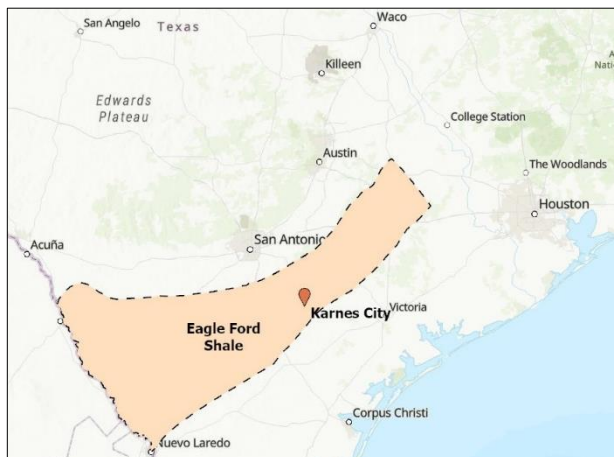 San Angelo
Texas
Waco
Killeen
Edwards
Plateau
College Station
Austin
The Woodlands
Houston
San Antonio
Acuña
Karnes City
Victoria
Eagle Ford
Shale
Corpus Christi
Nuevo Laredo